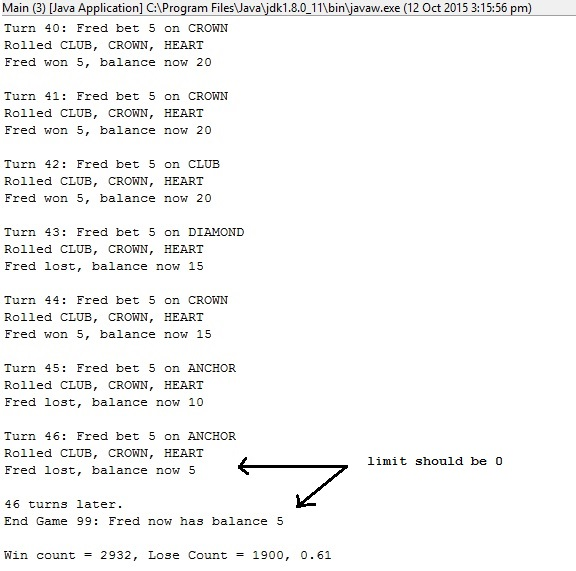 Main (3) [Java Application] C:\Program Files\Java\jdk1.8.0_11\bin\javaw.exe (12 Oct 2015 3:15:56 pm)
Turn 40: Fred bet 5 on CROWN
Rolled CLUB, CROWN, HEART
Fred won 5, balance now 20
Turn 41: Fred bet 5 on CROWN
Rolled CLUB, CROWN, HEART
Fred won 5, balance now 20
Turn 42: Fred bet 5 on CLUB
Rolled CLUB, CROWN, HEART
Fred won 5, balance now 20
Turn 43: Fred bet 5 on DIAMOND
Rolled CLUB, CROWN, HEART
Fred lost, balance now 15
Turn 44: Fred bet 5 on CROWN
Rolled CLUB, CROWN, HEART
Fred won 5, balance now 15
Turn 45: Fred bet 5 on ANCHOR
Rolled CLUB, CROWN, HEART
Fred lost, balance now 10
Turn 46: Fred bet 5 on ANCHOR
Rolled CLUB, CROWN, HEART
Fred lost, balance now 5
limit should be 0
46 turns later.
End Game 99: Fred now has balance 5
Win count = 2932, Lose Count = 1900, 0.61